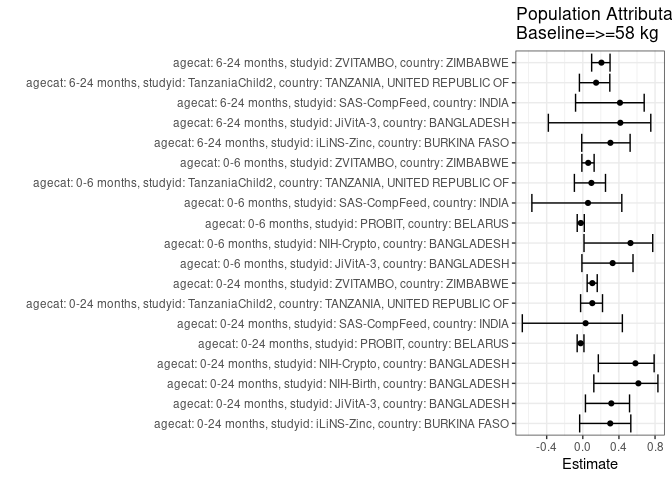 Population Attributa
Baseline=>=58 kg
agecat: 6-24 months, studyid: ZVITAMBO, country: ZIMBABWE
agecat: 6-24 months, studyid: TanzaniaChild2, country: TANZANIA, UNITED REPUBLIC OF
agecat: 6-24 months, studyid: SAS-CompFeed, country: INDIA
agecat: 6-24 months, studyid: JiVitA-3, country: BANGLADESH
agecat: 6-24 months, studyid: iLiNS-Zinc, country: BURKINA FASO
agecat: 0-6 months, studyid: ZVITAMBO, country: ZIMBABWE
agecat: 0-6 months, studyid: TanzaniaChild2, country: TANZANIA, UNITED REPUBLIC OF
agecat: 0-6 months, studyid: SAS-CompFeed, country: INDIA
agecat: 0-6 months, studyid: PROBIT, country: BELARUS
agecat: 0-6 months, studyid: NIH-Crypto, country: BANGLADESH
agecat: 0-6 months, studyid: JiVitA-3, country: BANGLADESH
agecat: 0-24 months, studyid: ZVITAMBO, country: ZIMBABWE
agecat: 0-24 months, studyid: TanzaniaChild2, country: TANZANIA, UNITED REPUBLIC OF
agecat: 0-24 months, studyid: SAS-CompFeed, country: INDIA
agecat: 0-24 months, studyid: PROBIT, country: BELARUS
agecat: 0-24 months, studyid: NIH-Crypto, country: BANGLADESH
agecat: 0-24 months, studyid: NIH-Birth, country: BANGLADESH
agecat: 0-24 months, studyid: JiVitA-3, country: BANGLADESH
agecat: 0-24 months, studyid: iLiNS-Zinc, country: BURKINA FASO
-0.4 0.0 0.4 0.8
Estimate